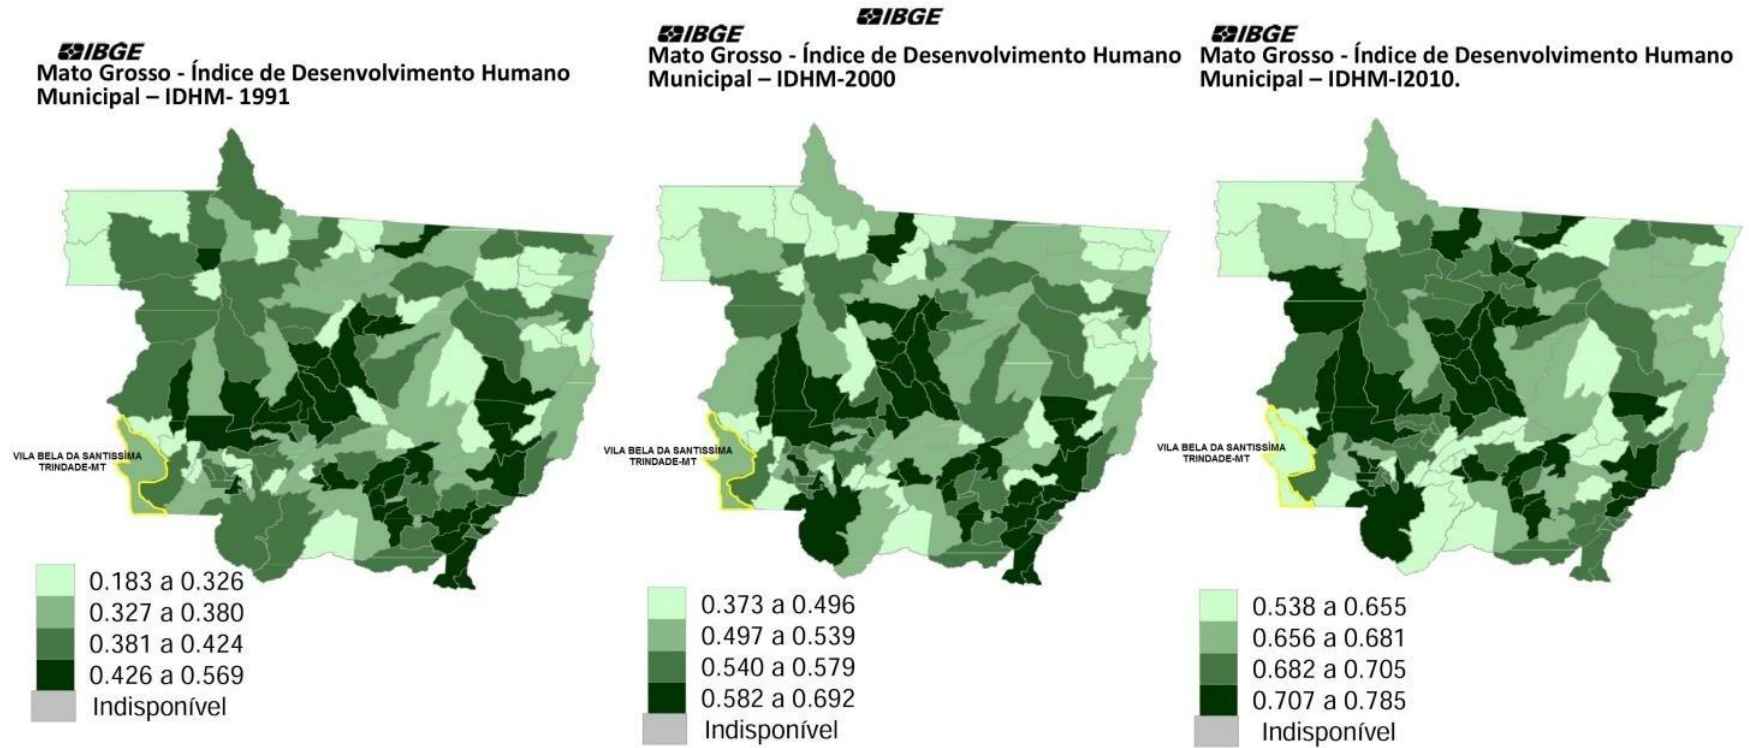 IBGE
Mato Grosso - Índice de Desenvolvimento Humano
Municipal – IDHM- 1991
VILA BELA DA SANTISSÍMA
TRINDADE-MT
0.183 a 0.326
0.327 a 0.380
0.381 a 0.424
0.426 a 0.569
Indisponível
IBGE
IBGE
Mato Grosso - Índice de Desenvolvimento Humano
Municipal – IDHM-2000
VILA BELA DA SANTISSÍMA
TRINDADE-MT
0.373 a 0.496
0.497 a 0.539
0.540 a 0.579
0.582 a 0.692
Indisponível
IBGE
Mato Grosso - Índice de Desenvolvimento Humano
Municipal – IDHM-I2010.
VILA BELA DA SANTISSÍMA
TRINDADE-MT
0.538 a 0.655
0.656 a 0.681
0.682 a 0.705
0.707 a 0.785
Indisponível